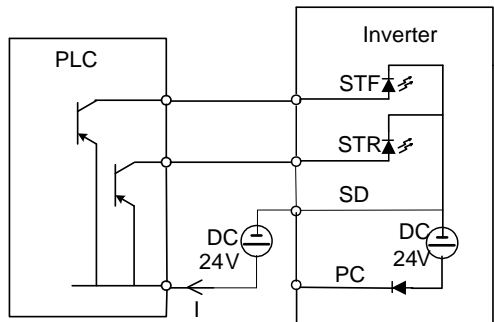 Inverter
PLC
STF
STR
SD
DC
24V
DC
24V
PC
I